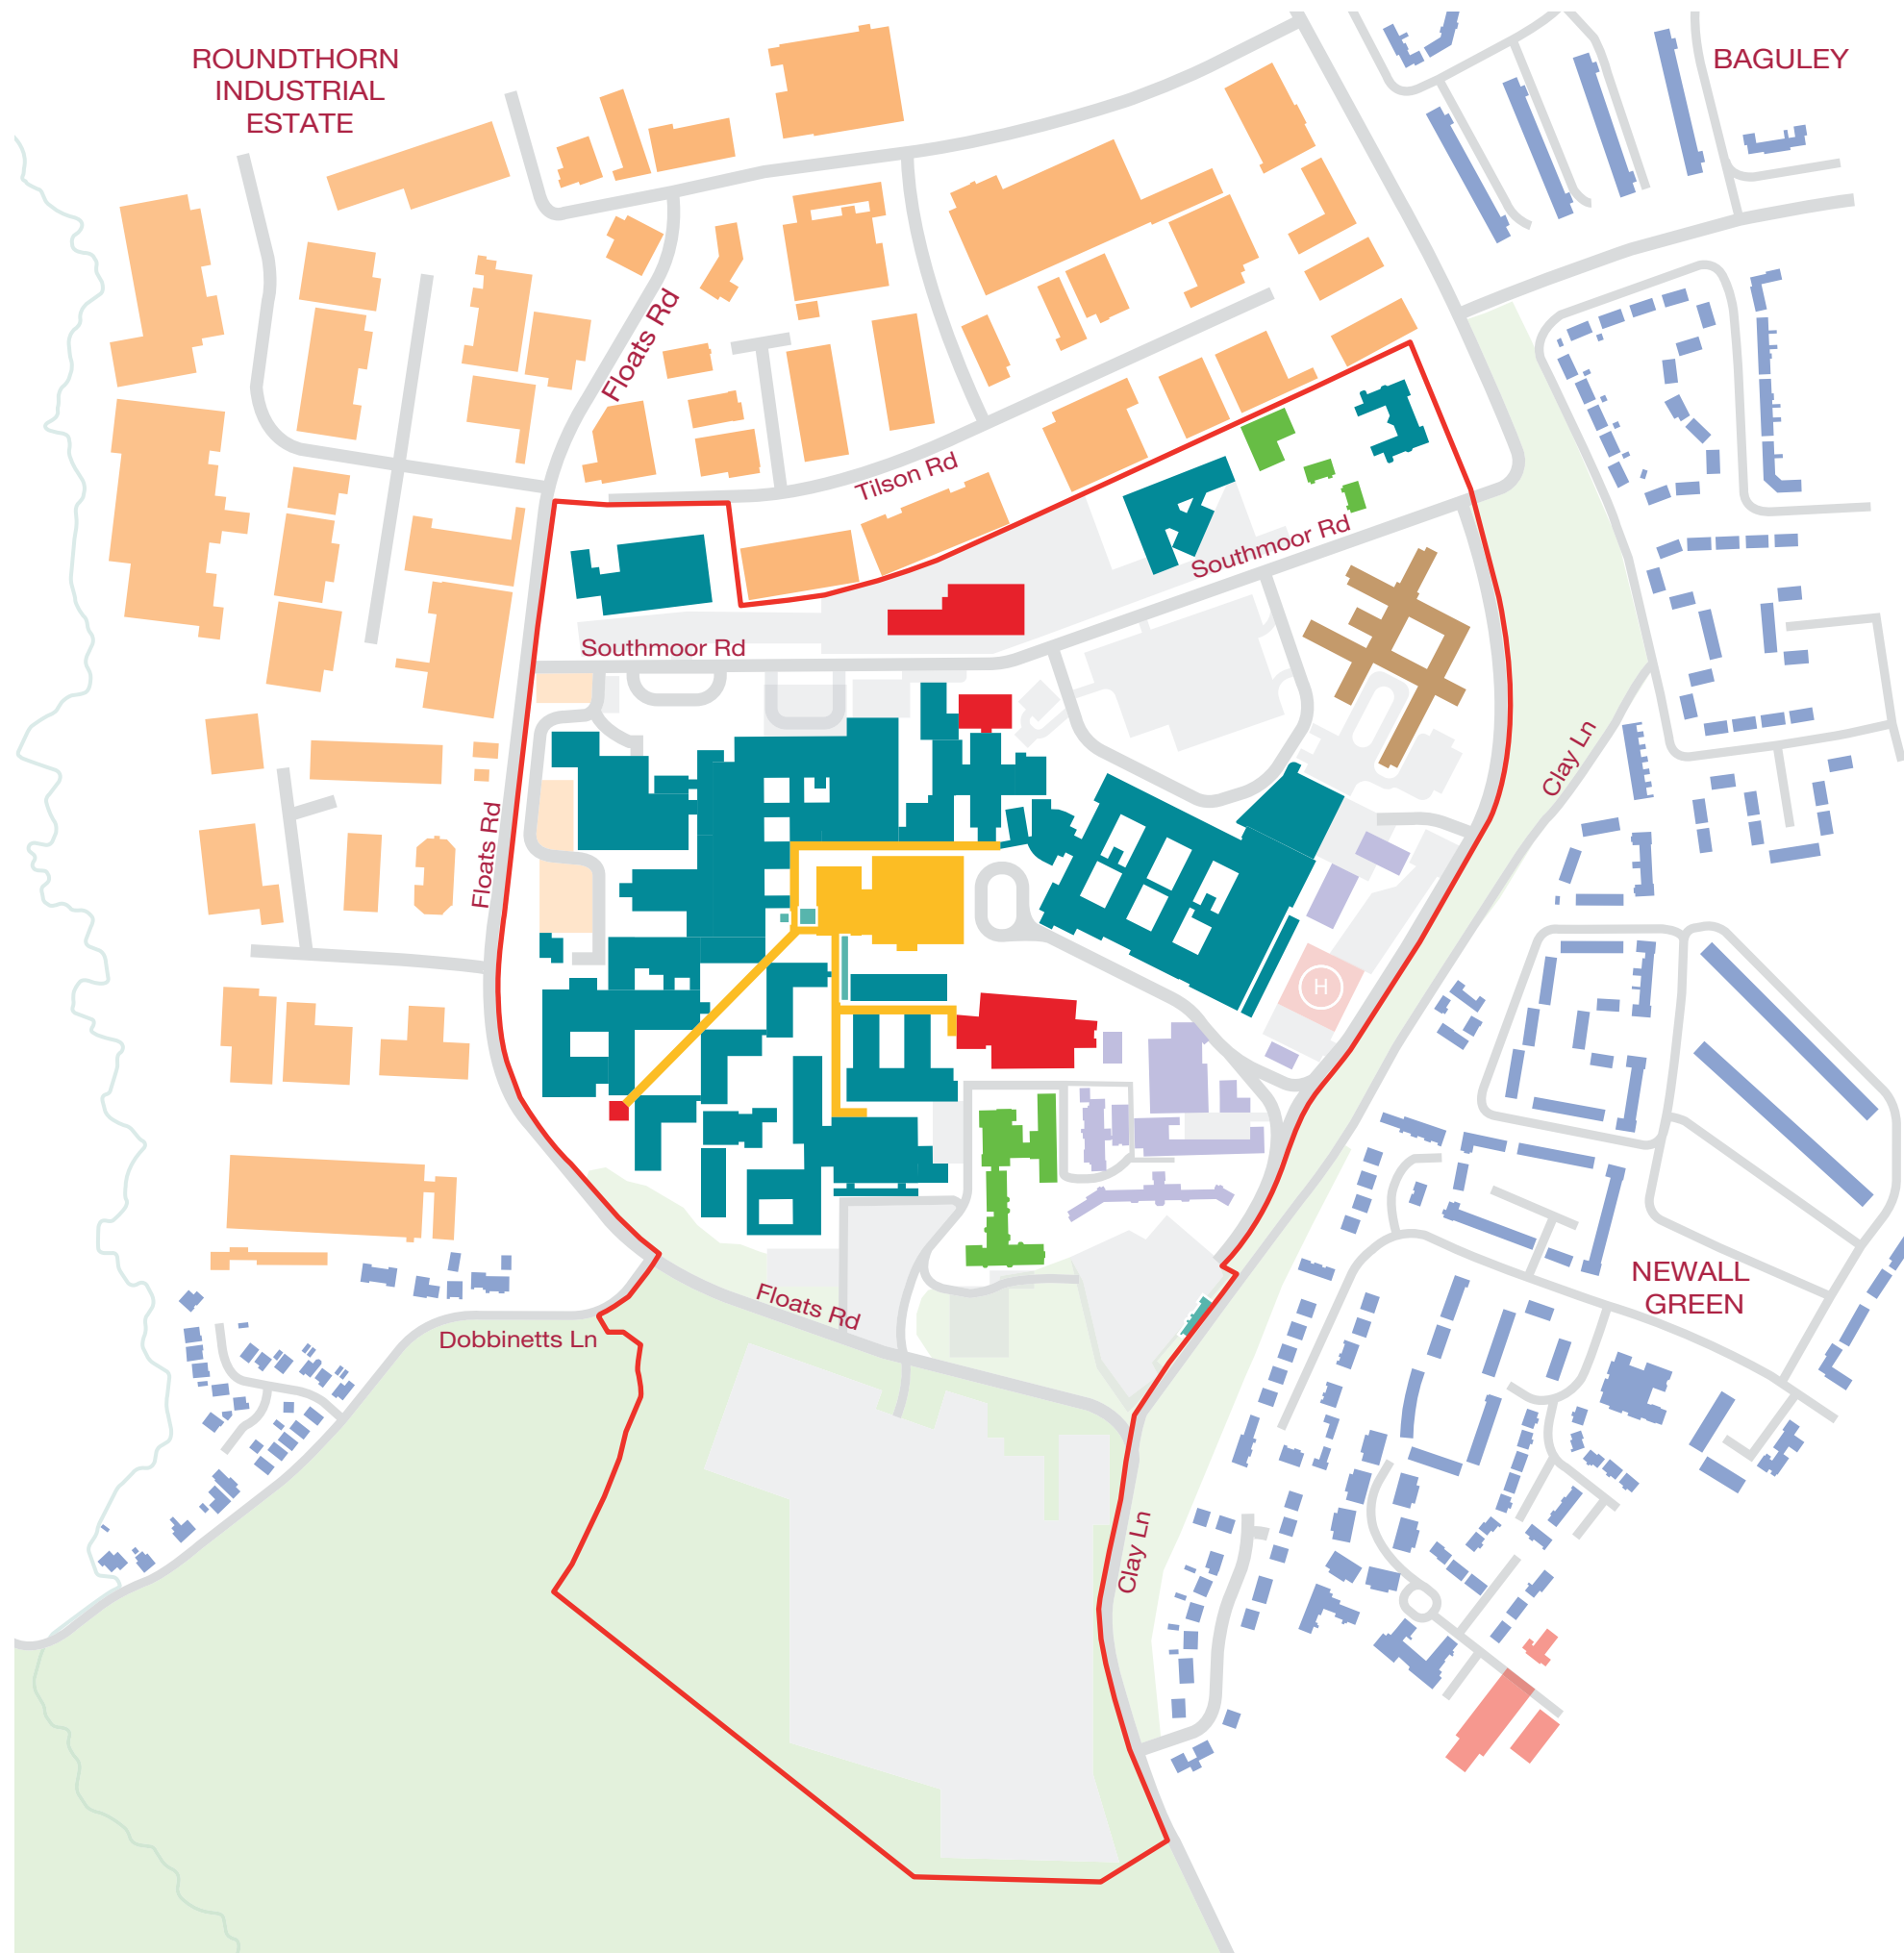 ROUNDTHORN
INDUSTRIAL
ESTATE
BAGULEY
Floats Rd
Tilson Rd
Southmoor Rd
Southmoor Rd
Clay Ln
Floats Rd
H
NEWALL
GREEN
Floats Rd
Dobbinetts Ln
Clay Ln